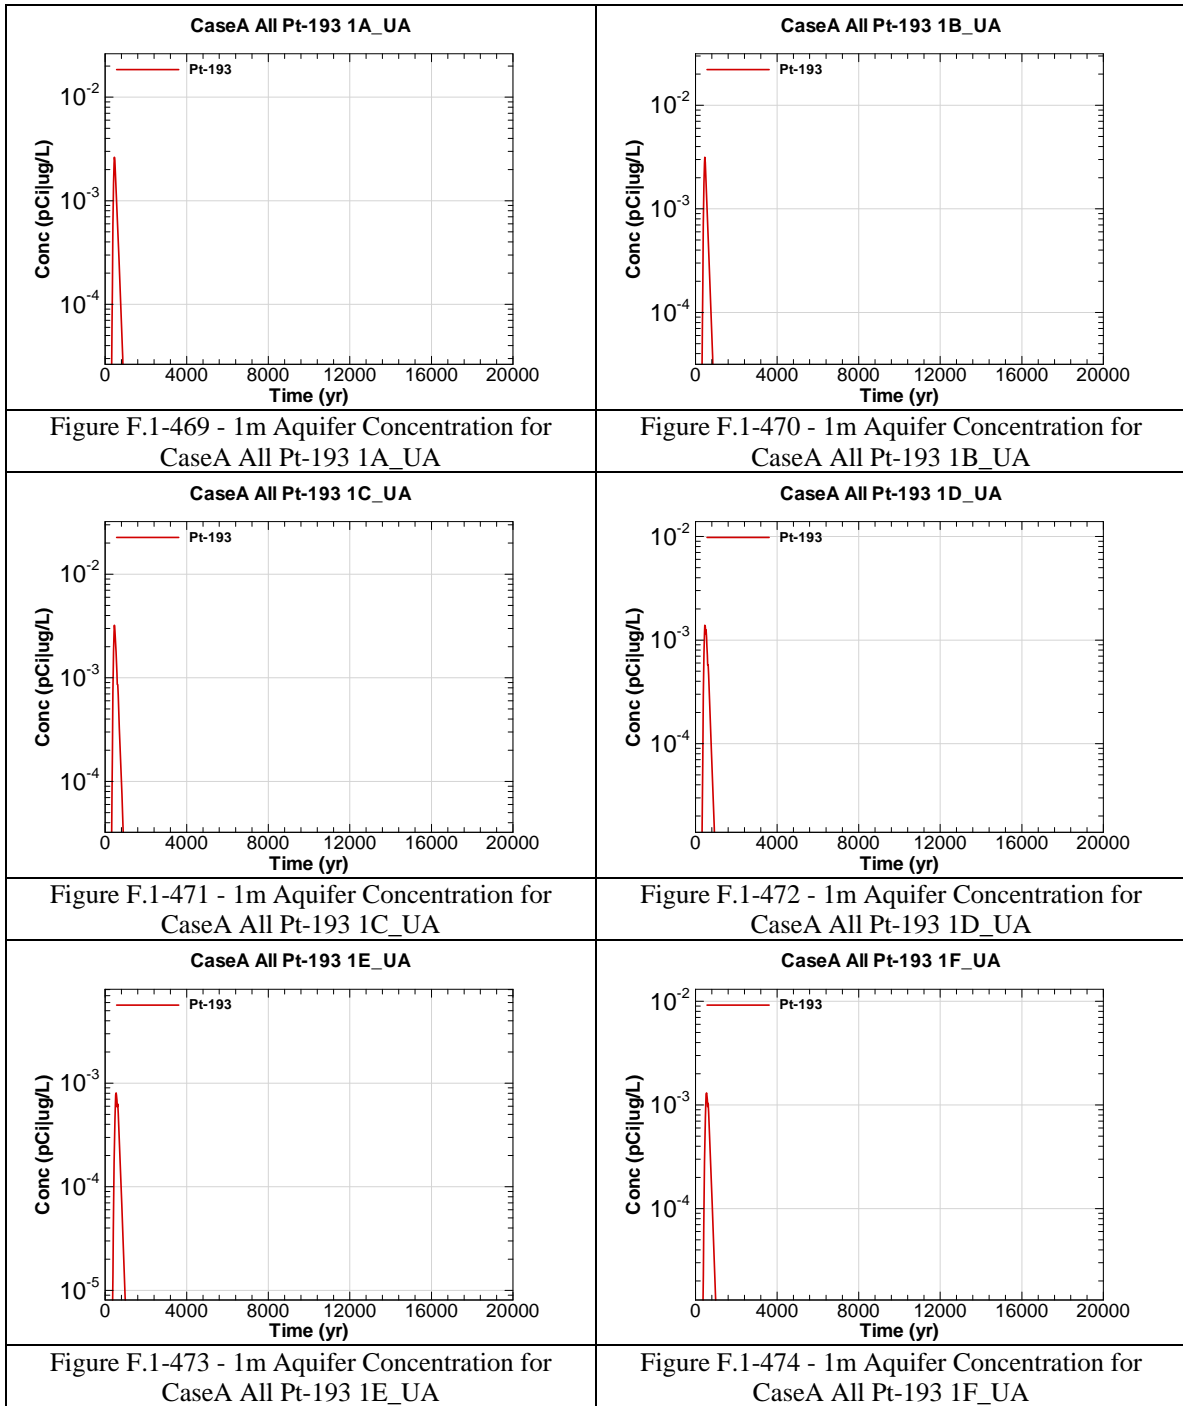 CaseA All Pt-193 1A_UA
Pt-193
10-2
10-3
10-4
Conc (pCi|ug/L)
0 4000 8000 12000 16000 20000
Time (yr)
Figure F.1-469 - 1m Aquifer Concentration for
CaseA All Pt-193 1A_UA
CaseA All Pt-193 1B_UA
Pt-193
10-2
10-3
10-4
Conc (pCi|ug/L)
0 4000 8000 12000 16000 20000
Time (yr)
Figure F.1-470 - 1m Aquifer Concentration for
CaseA All Pt-193 1B_UA
CaseA All Pt-193 1C_UA
Pt-193
10-2
10-3
10-4
Conc (pCi|ug/L)
0 4000 8000 12000 16000 20000
Time (yr)
Figure F.1-471 - 1m Aquifer Concentration for
CaseA All Pt-193 1C_UA
CaseA All Pt-193 1D_UA
Pt-193
10-2
10-3
10-4
Conc (pCi|ug/L)
0 4000 8000 12000 16000 20000
Time (yr)
Figure F.1-472 - 1m Aquifer Concentration for
CaseA All Pt-193 1D_UA
CaseA All Pt-193 1E_UA
Pt-193
10-3
10-4
10-5
Conc (pCi|ug/L)
0 4000 8000 12000 16000 20000
Time (yr)
Figure F.1-473 - 1m Aquifer Concentration for
CaseA All Pt-193 1E_UA
CaseA All Pt-193 1F_UA
Pt-193
10-2
10-3
10-4
Conc (pCi|ug/L)
0 4000 8000 12000 16000 20000
Time (yr)
Figure F.1-474 - 1m Aquifer Concentration for
CaseA All Pt-193 1F_UA